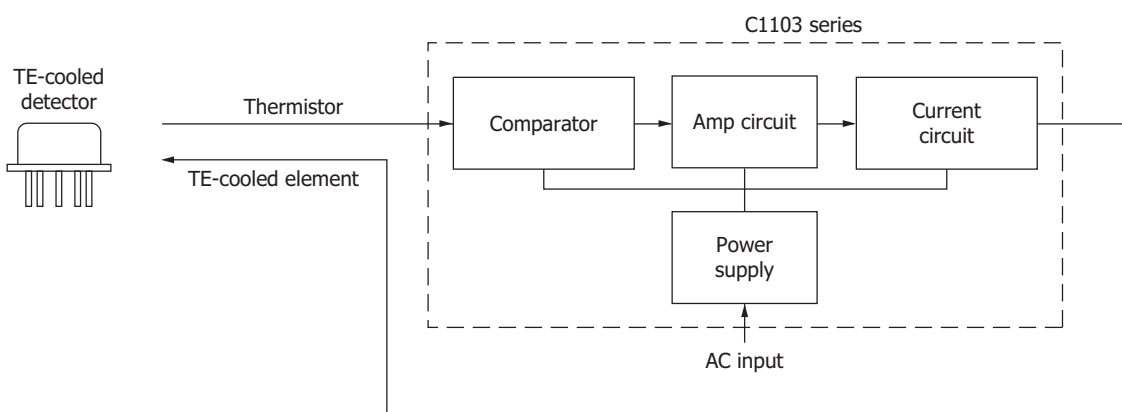 C1103 series
TE-cooled
detector
Thermistor
TE-cooled element
Comparator
Amp circuit
Current
circuit
Power
supply
AC input